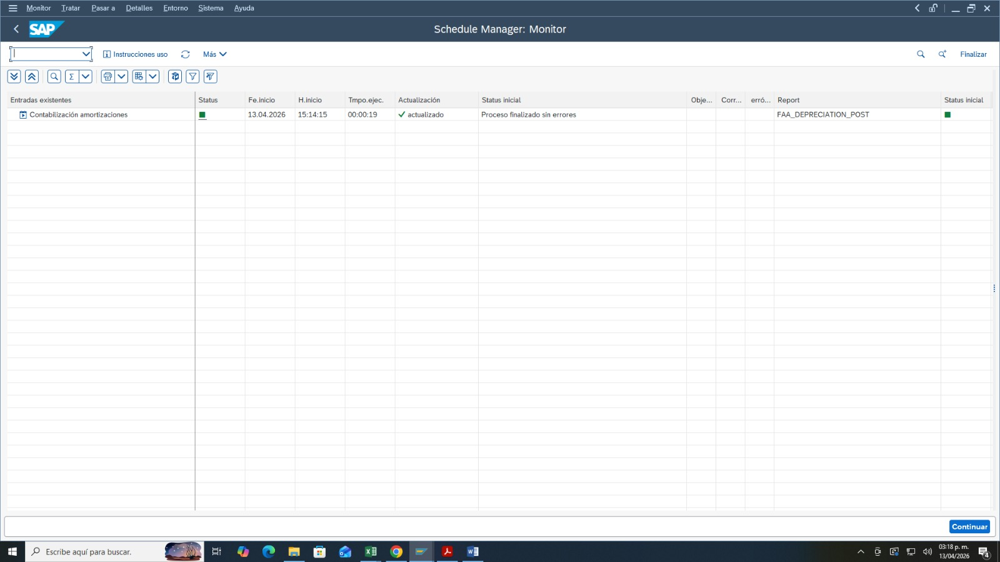 Monitor Tratar Pasar a Detalles Entorno Sistema Ayuda
SAP Schedule Manager: Monitor
Instrucciones uso Más Finalizar
Entradas existentes Status Fe.inicio H.inicio Tmpo.ejec. Actualización Status inicial Obje... Corr... erró... Report Status inicial
Contabilización amortizaciones 13.04.2026 15:14:15 00:00:19 actualizado Proceso finalizado sin errores FAA_DEPRECIATION_POST
Continuar
Escribe aquí para buscar.
03:18 p. m.
13/04/2026
4